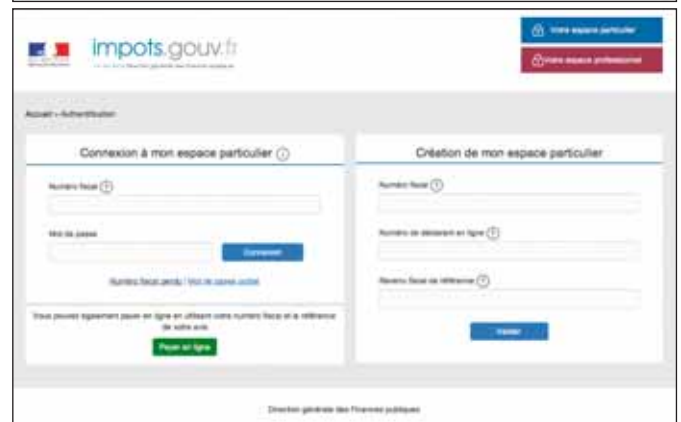 Votre espace particulier
impots.gouv.fr
Votre espace professionnel
Accueil > Authentification
Connexion à mon espace particulier
Création de mon espace particulier
Numéro fiscal
Numéro fiscal
Mot de passe
Numéro de déclarant en ligne
Connexion
Numéro fiscal perdu / Mot de passe oublié
Revenu fiscal de référence
Vous pouvez également payer en ligne en utilisant votre numéro fiscal et la référence
de votre avis.
Payer en ligne
Valider
Direction générale des Finances publiques